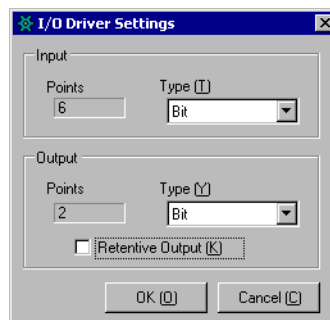 I/O Driver Settings
Input
Points Type (T)
6 Bit
Output
Points Type (Y)
2 Bit
Retentive Output (K)
OK (O) Cancel (C)